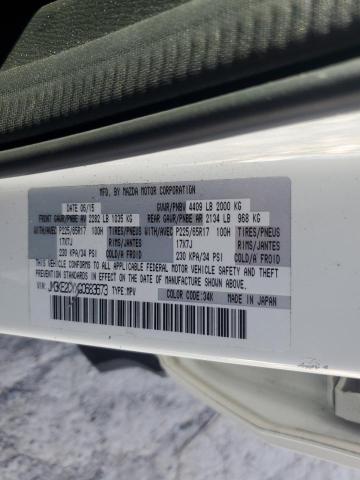 MFD. BY MAZDA MOTOR CORPORATION
DATE 06/15 GVWR/PNBV 4409 LB 2000 KG
FRONT GAWR/PNBE AV 2282 LB 1035 KG REAR GAWR/PNBE AR 2134 LB 968 KG
WITH/AVEC P225/65R17 100H TIRES/PNEUS WITH/AVEC P225/65R17 100H TIRES/PNEUS
17X7J RIMS/JANTES 17X7J RIMS/JANTES
230 KPA/34 PSI COLD/A FROID 230 KPA/34 PSI COLD/A FROID
THIS VEHICLE CONFORMS TO ALL APPLICABLE FEDERAL MOTOR VEHICLE SAFETY, BUMPER, AND THEFT
PREVENTION STANDARDS IN EFFECT ON THE DATE OF MANUFACTURE SHOWN ABOVE.
VIN: TYPE MPV COLOR CODE: 34K MADE IN JAPAN